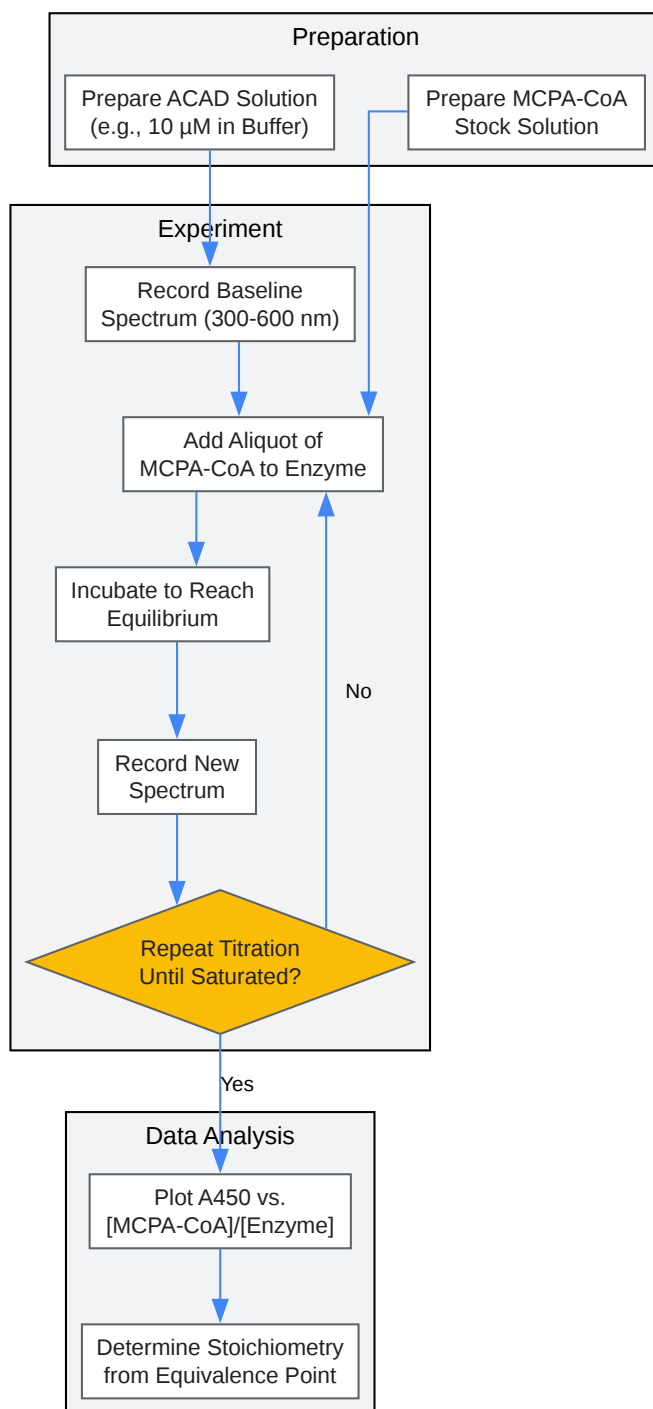 Preparation
Prepare ACAD Solution
(e.g., 10 µM in Buffer)
Prepare MCPA-CoA
Stock Solution
Experiment
Record Baseline
Spectrum (300-600 nm)
Add Aliquot of
MCPA-CoA to Enzyme
Incubate to Reach
Equilibrium
No
Record New
Spectrum
Repeat Titration
Until Saturated?
Yes
Data Analysis
Plot A450 vs.
[MCPA-CoA]/[Enzyme]
Determine Stoichiometry
from Equivalence Point